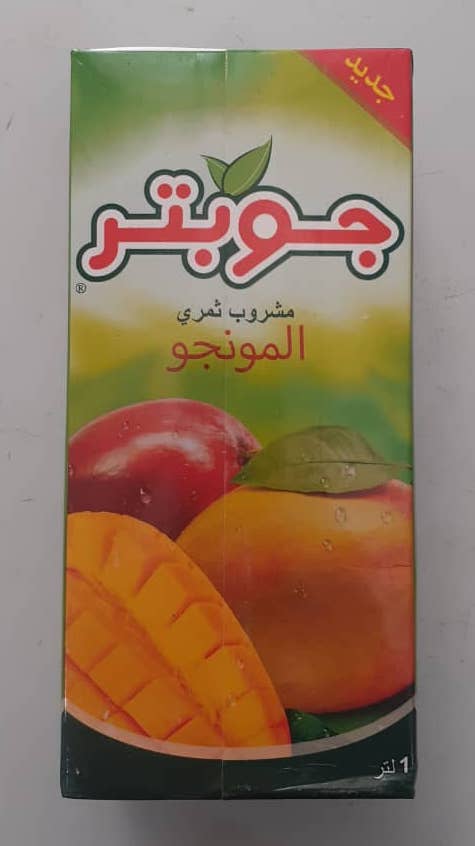 جديد
جوبتر
®
مشروب ثمري
المونجو
1 لتر